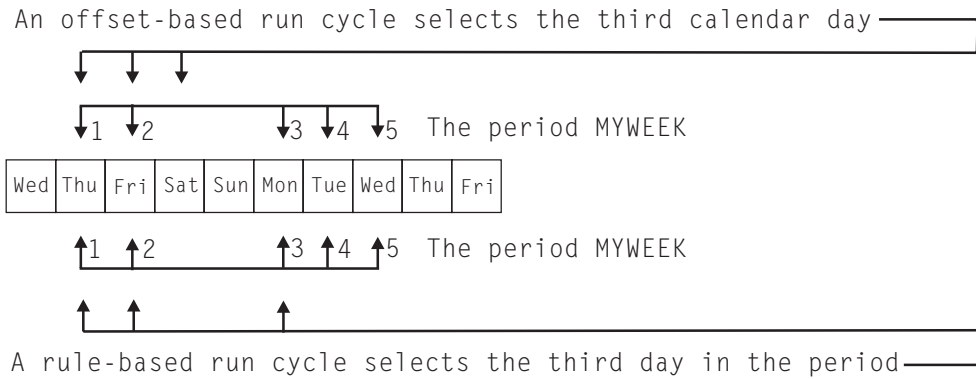 An offset-based run cycle selects the third calendar day
1 2 3 4 5 The period MYWEEK
Wed Thu Fri Sat Sun Mon Tue Wed Thu Fri
1 2 3 4 5 The period MYWEEK
A rule-based run cycle selects the third day in the period